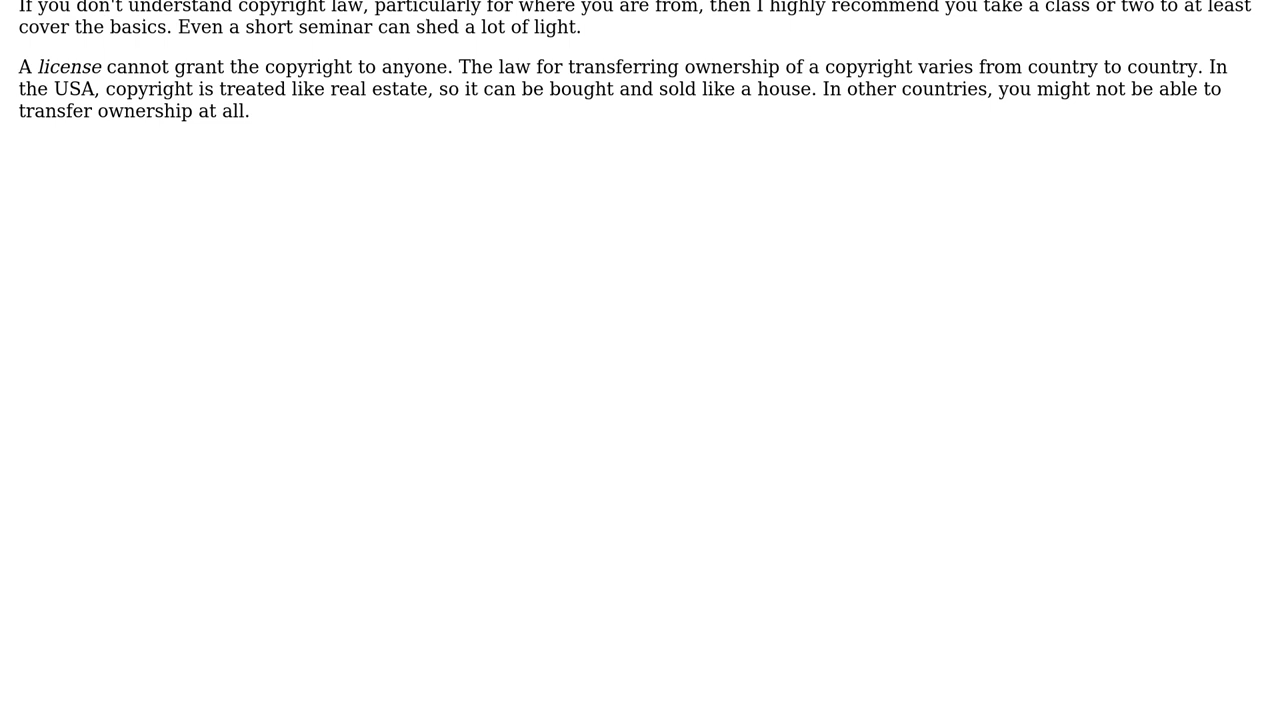 If you don't understand copyright law, particularly for where you are from, then I highly recommend you take a class or two to at least
cover the basics. Even a short seminar can shed a lot of light.
A license cannot grant the copyright to anyone. The law for transferring ownership of a copyright varies from country to country. In
the USA, copyright is treated like real estate, so it can be bought and sold like a house. In other countries, you might not be able to
transfer ownership at all.